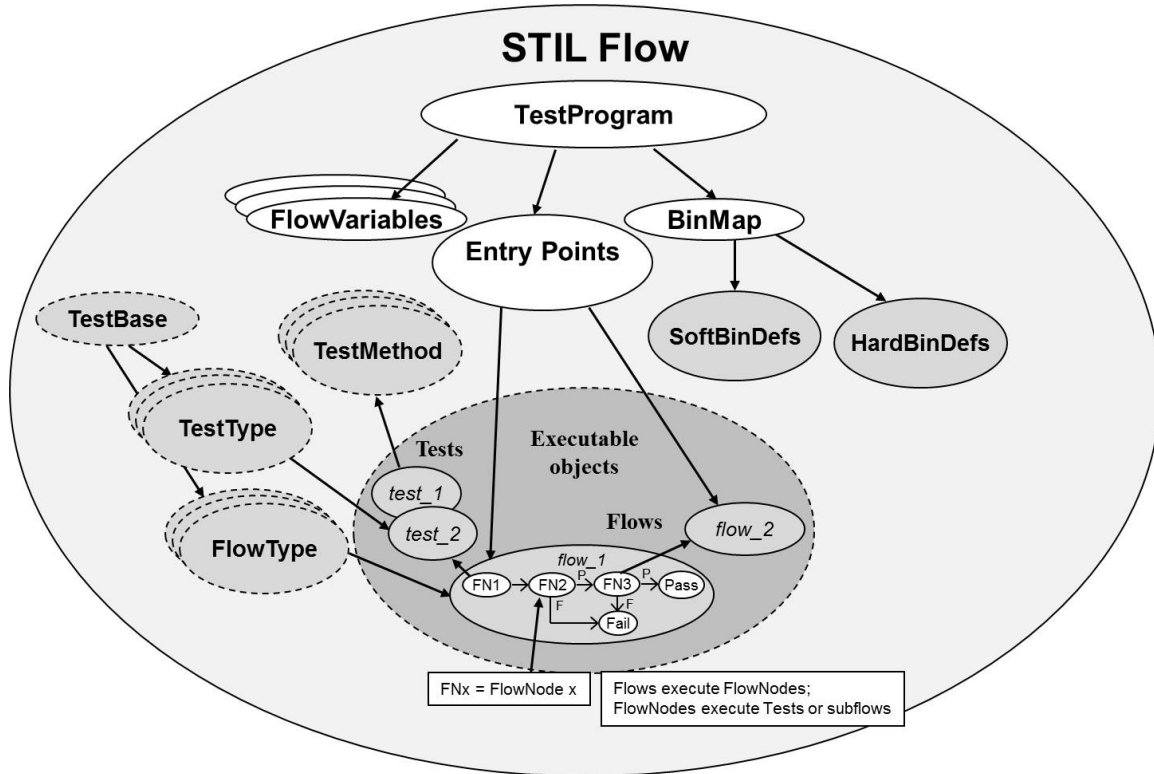 STIL Flow
TestProgram
FlowVariables
Entry Points
BinMap
TestBase
TestMethod
SoftBinDefs
HardBinDefs
TestType
Tests
Executable
objects
test_1
test_2
Flows
flow_2
FlowType
flow_1
FN1
FN2
P
FN3
P
Pass
F
F
Fail
FNx = FlowNode x
Flows execute FlowNodes;
FlowNodes execute Tests or subflows